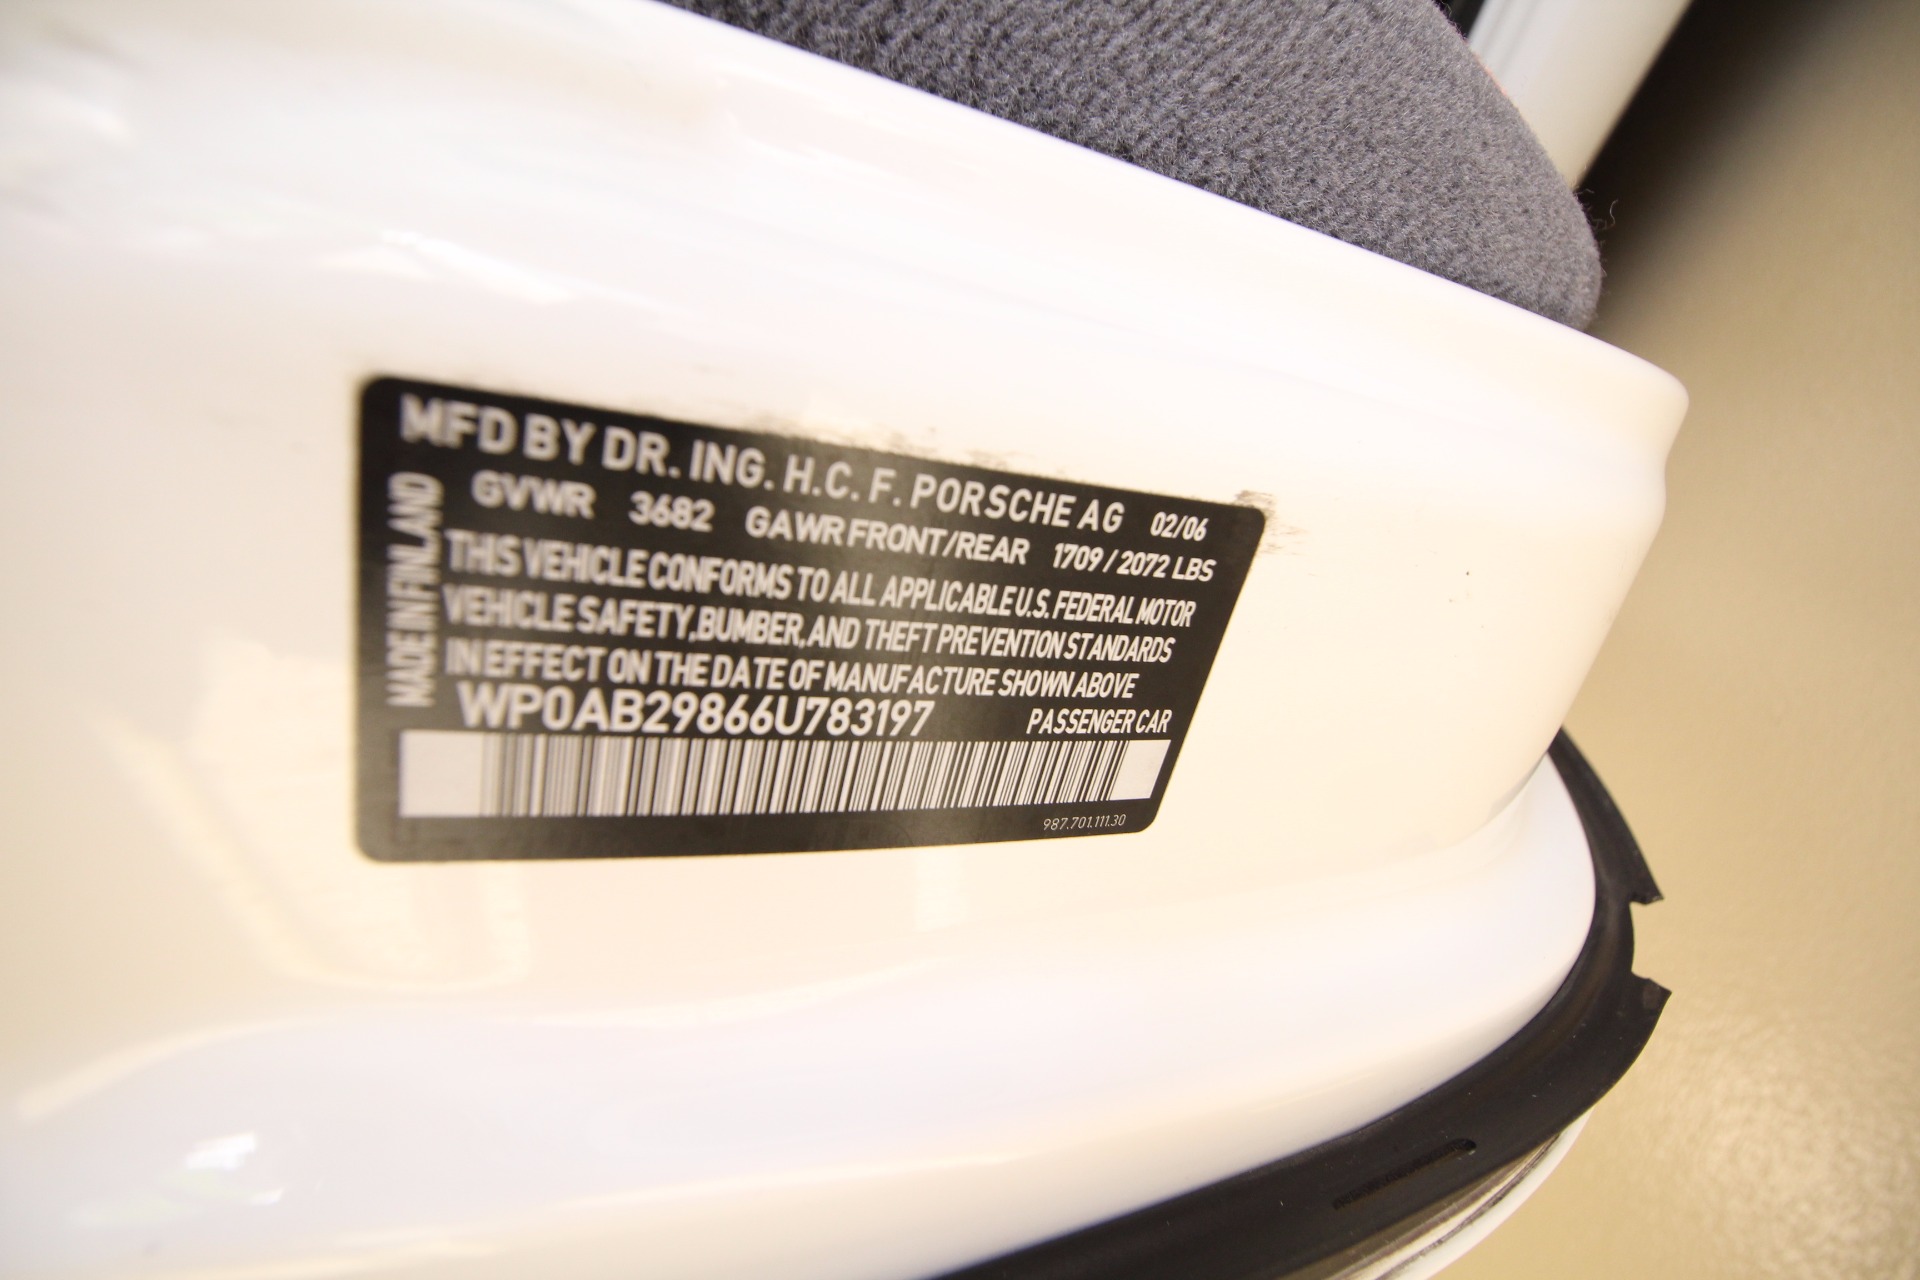 MFD BY DR. ING. H.C. F. PORSCHE AG 02/06
GVWR 3682 GAWR FRONT/REAR 1709 / 2072 LBS
THIS VEHICLE CONFORMS TO ALL APPLICABLE U.S. FEDERAL MOTOR
VEHICLE SAFETY, BUMBER, AND THEFT PREVENTION STANDARDS
IN EFFECT ON THE DATE OF MANUFACTURE SHOWN ABOVE
WP0AB29866U783197 PASSENGER CAR
987.701.111.30
MADE IN FINLAND